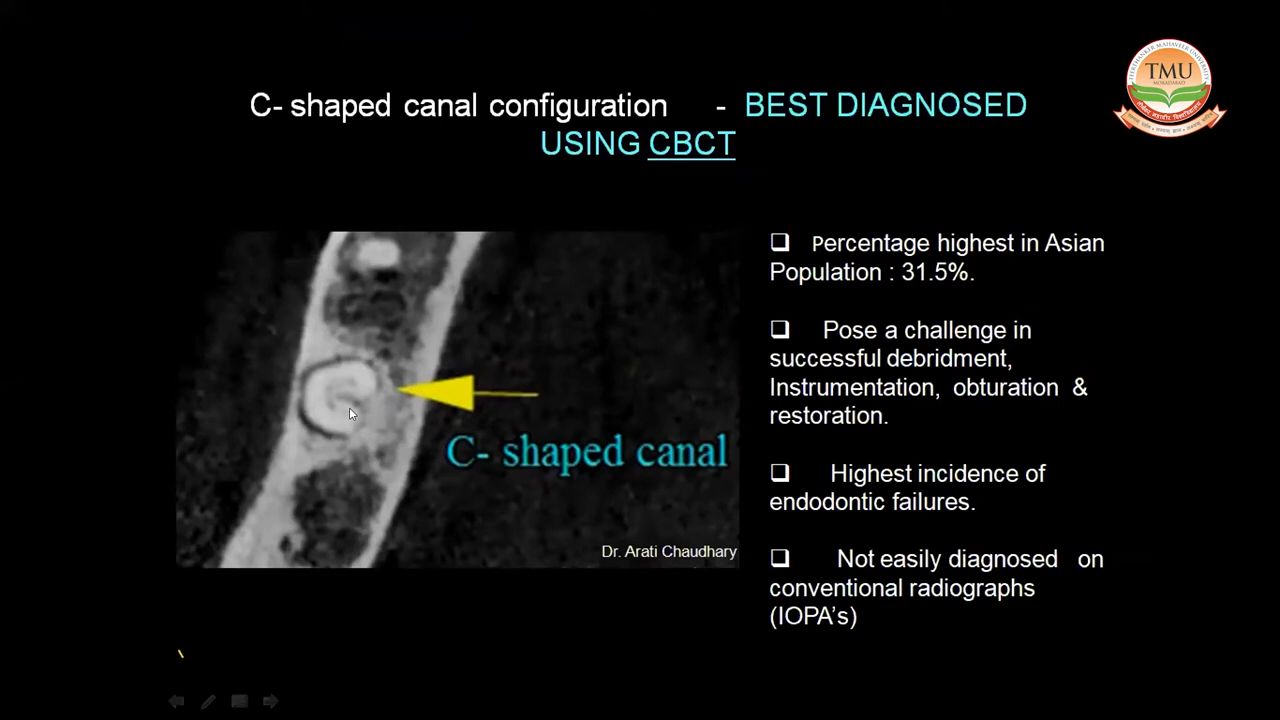 C- shaped canal configuration - BEST DIAGNOSED
USING CBCT
TMU
MORADABAD
C- shaped canal
Dr. Arati Chaudhary
❑ Percentage highest in Asian
Population : 31.5%.
❑ Pose a challenge in
successful debridment,
Instrumentation, obturation &
restoration.
❑ Highest incidence of
endodontic failures.
❑ Not easily diagnosed on
conventional radiographs
(IOPA's)